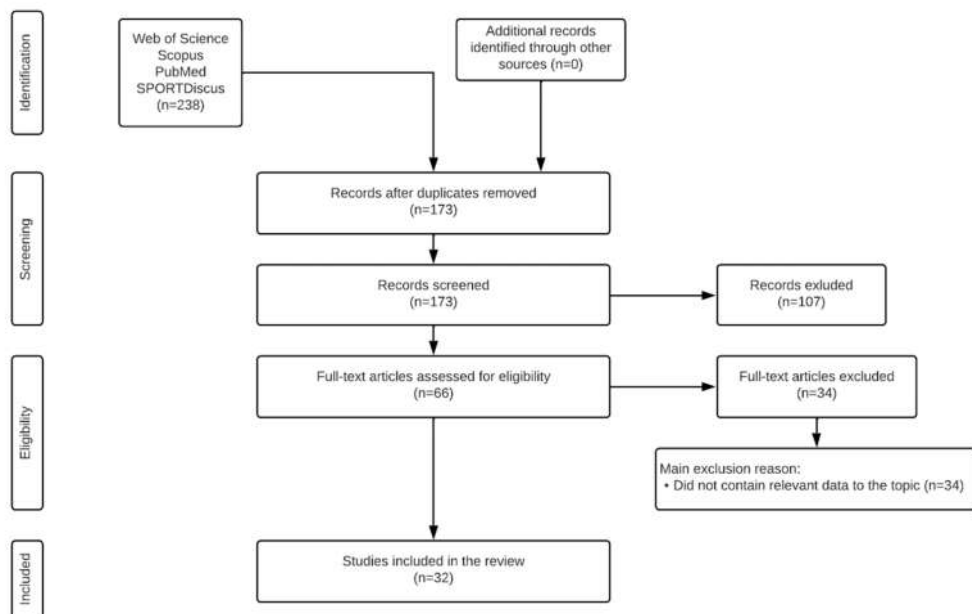 Identification
Web of Science
Scopus
PubMed
SPORTDiscus
(n=238)
Additional records
identified through other
sources (n=0)
Screening
Records after duplicates removed
(n=173)
Records screened
(n=173)
Records exluded
(n=107)
Eligibility
Full-text articles assessed for eligibility
(n=66)
Full-text articles excluded
(n=34)
Main exclusion reason:
• Did not contain relevant data to the topic (n=34)
Included
Studies included in the review
(n=32)